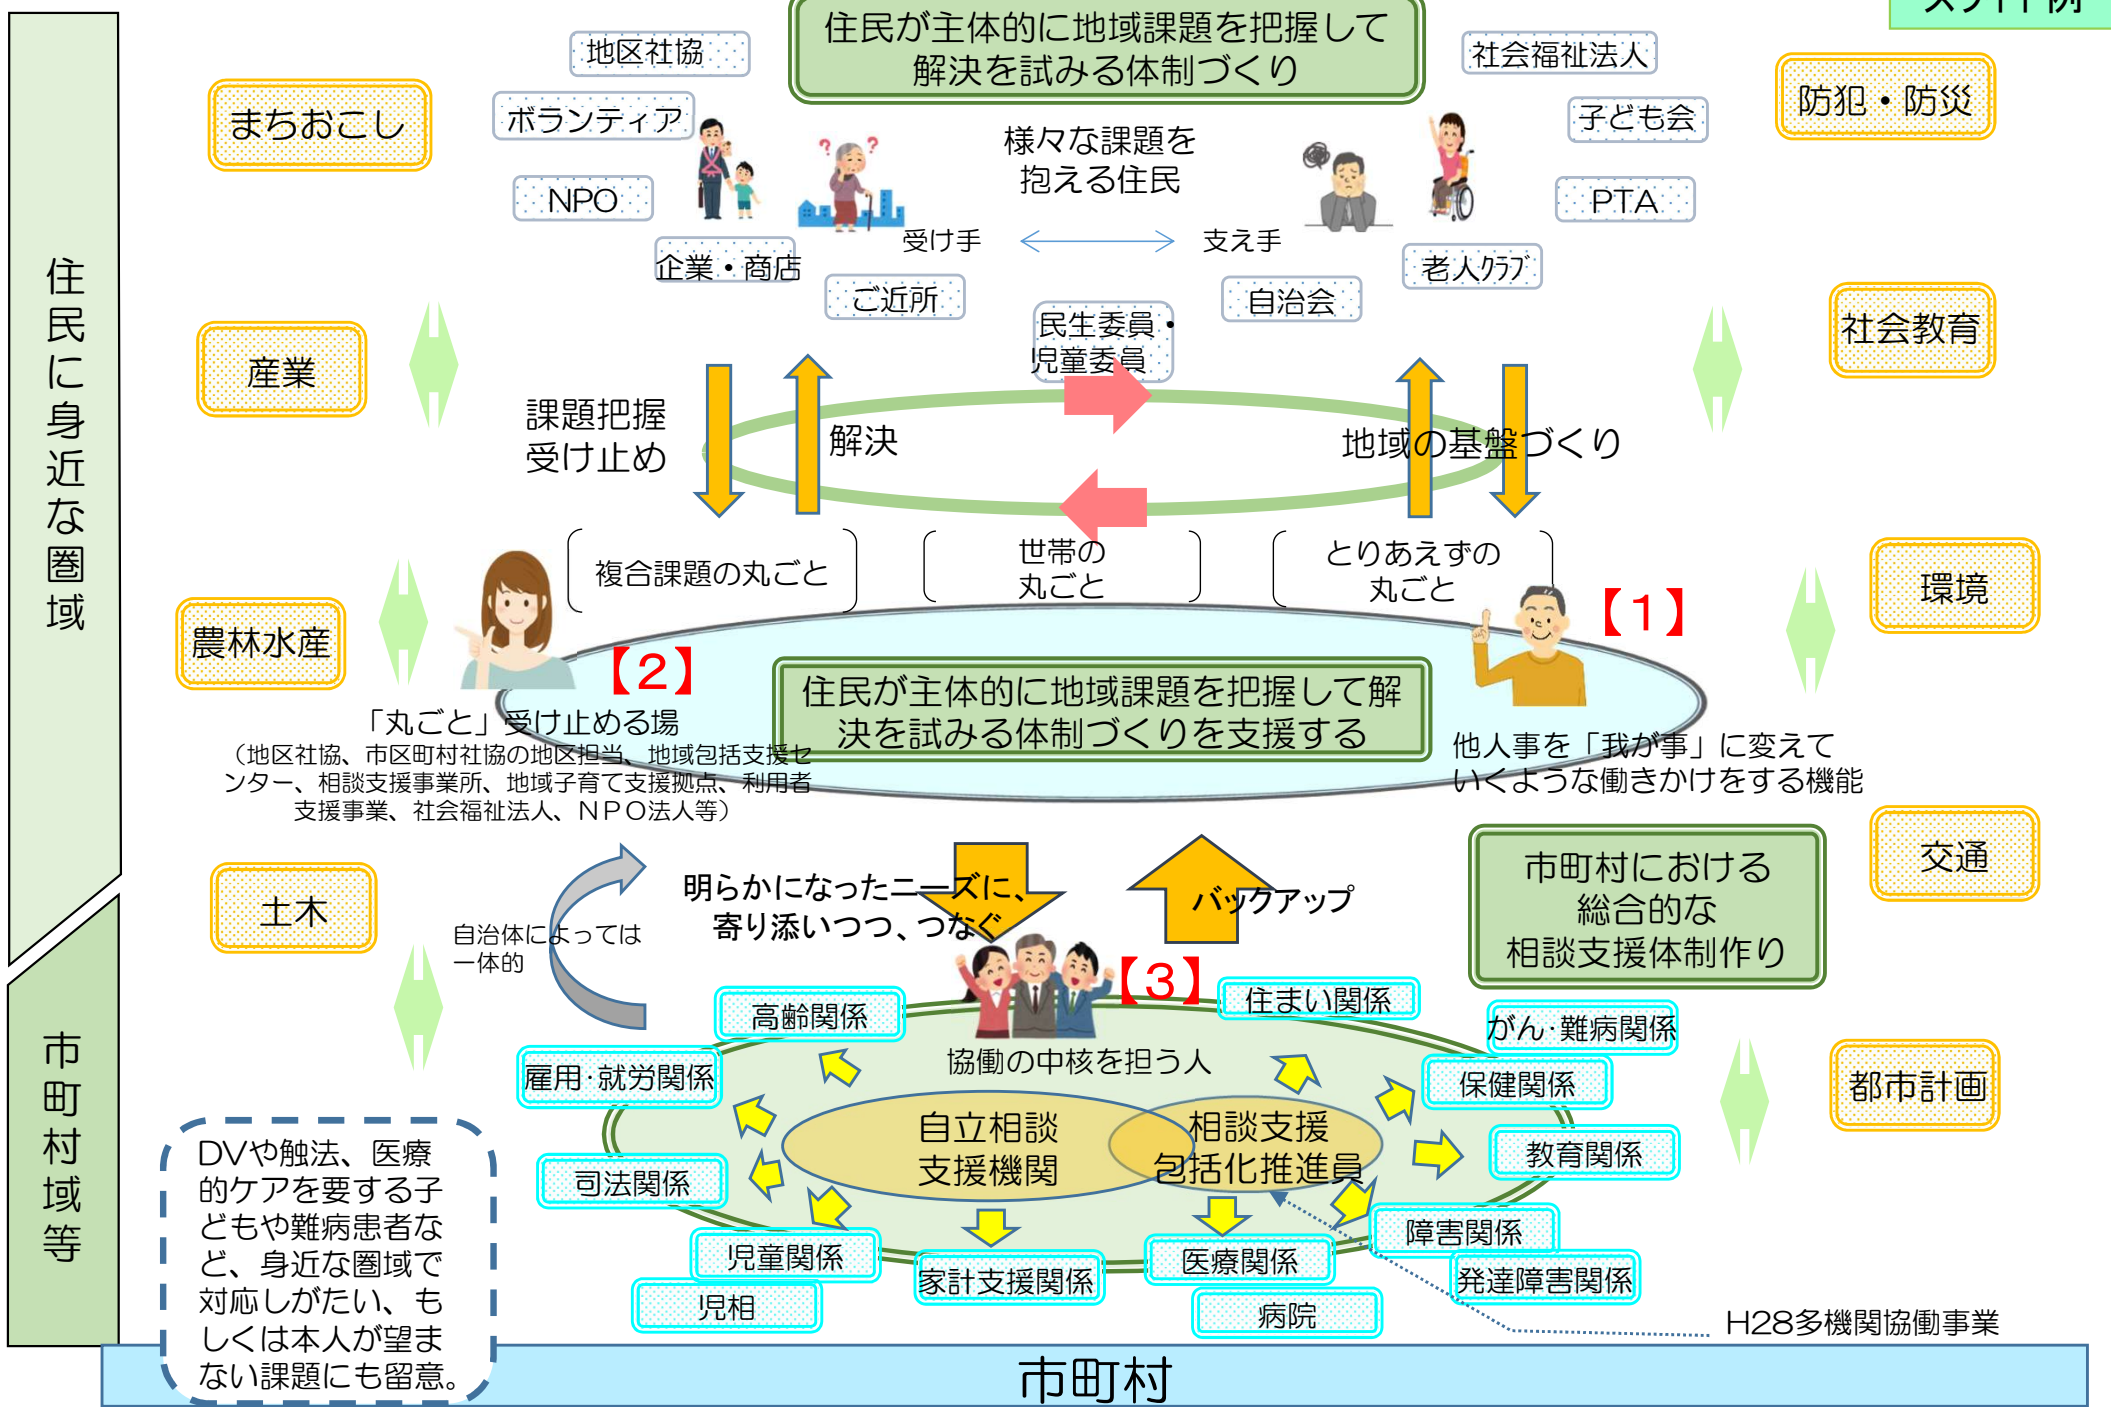 スライド例
住民が主体的に地域課題を把握して
解決を試みる体制づくり
地区社協
社会福祉法人
まちおこし
ボランティア
子ども会
防犯・防災
様々な課題を
抱える住民
NPO
PTA
受け手
支え手
企業・商店
老人ｸﾗﾌﾞ
ご近所
自治会
民生委員・
児童委員
住民に身近な圏域
産業
社会教育
課題把握
受け止め
解決
地域の基盤づくり
複合課題の丸ごと
世帯の
丸ごと
とりあえずの
丸ごと
【1】
環境
農林水産
【2】
住民が主体的に地域課題を把握して解
決を試みる体制づくりを支援する
「丸ごと」受け止める場
（地区社協、市区町村社協の地区担当、地域包括支援セ
ンター、相談支援事業所、地域子育て支援拠点、利用者
支援事業、社会福祉法人、ＮＰＯ法人等）
他人事を「我が事」に変えて
いくような働きかけをする機能
交通
土木
自治体によっては
一体的
明らかになったニーズに、
寄り添いつつ、つなぐ
バックアップ
市町村における
総合的な
相談支援体制作り
【3】
高齢関係
住まい関係
がん・難病関係
協働の中核を担う人
雇用・就労関係
保健関係
都市計画
市町村域等
自立相談
支援機関
相談支援
包括化推進員
教育関係
司法関係
DVや触法、医療
的ケアを要する子
どもや難病患者な
ど、身近な圏域で
対応しがたい、も
しくは本人が望ま
ない課題にも留意。
障害関係
児童関係
家計支援関係
医療関係
発達障害関係
児相
病院
H28多機関協働事業
市町村